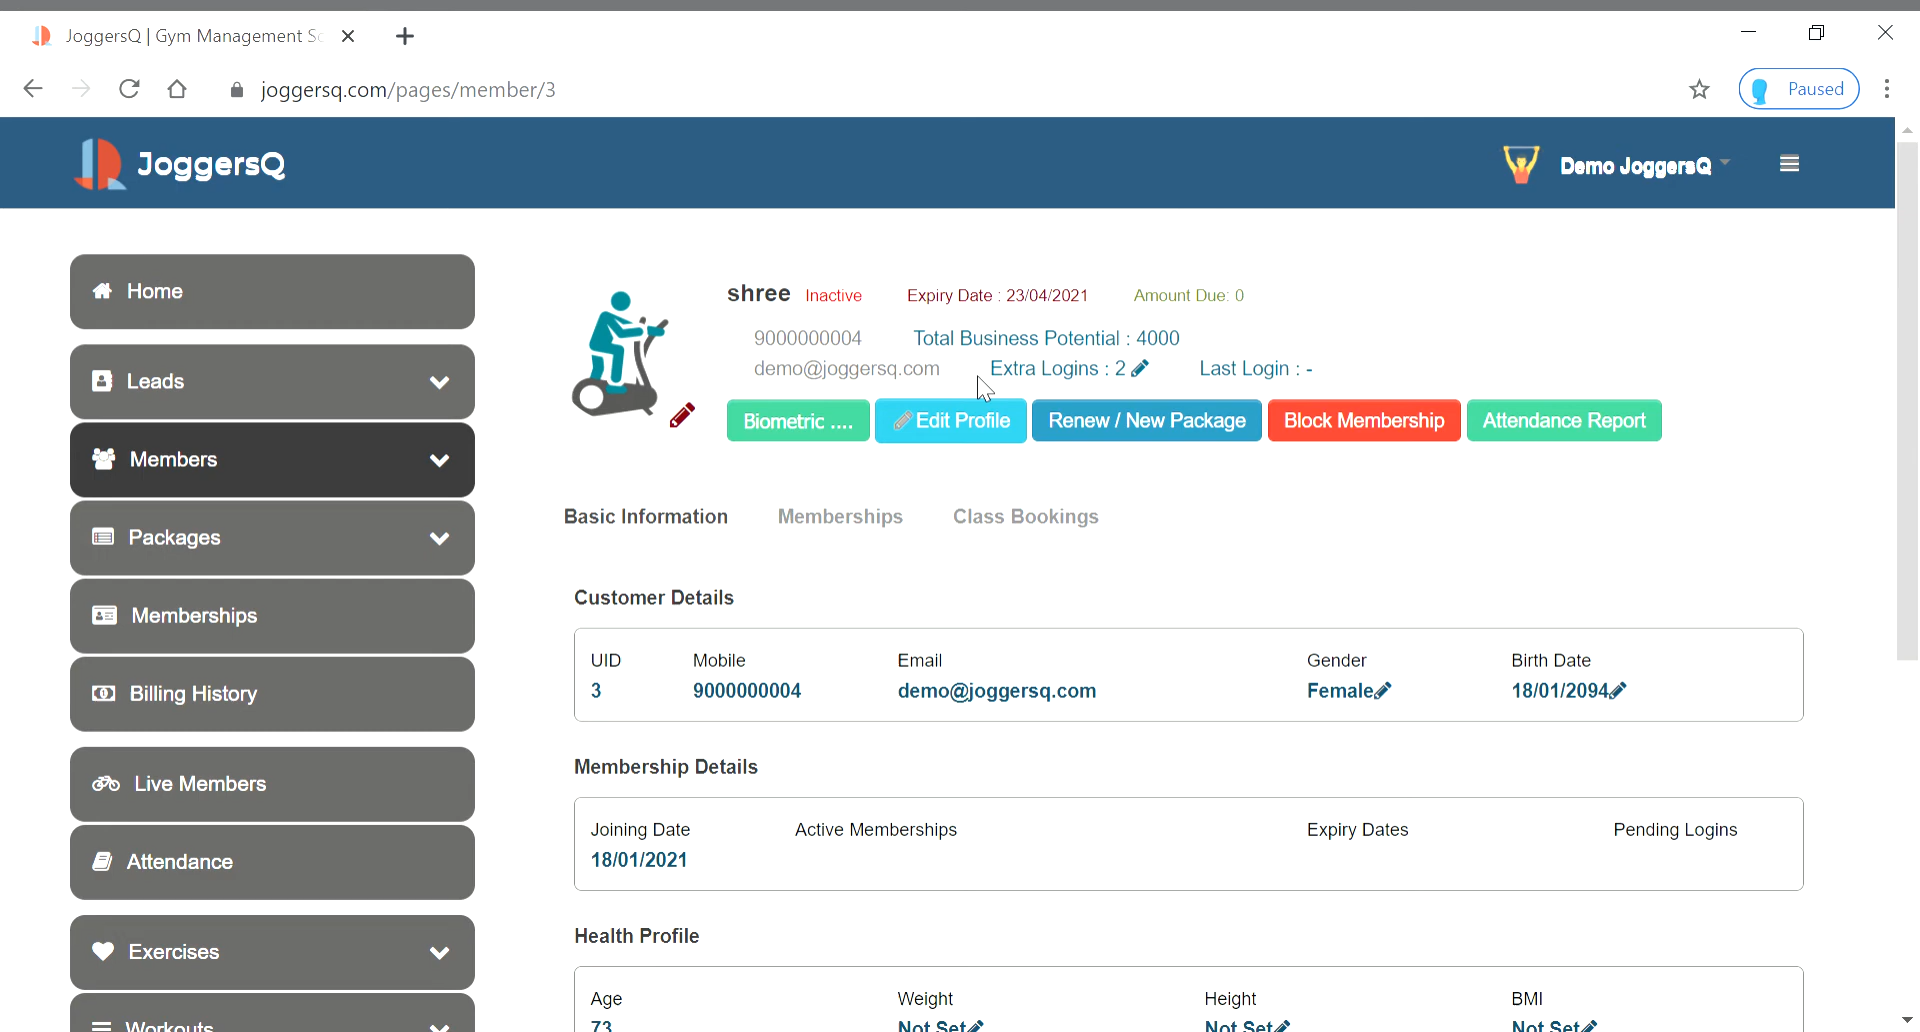 JoggersQ | Gym Management So
joggersq.com/pages/member/3
Paused
JoggersQ
Demo JoggersQ
Home
Leads
Members
Packages
Memberships
Billing History
Live Members
Attendance
Exercises
Workouts
shree Inactive Expiry Date : 23/04/2021 Amount Due: 0
9000000004 Total Business Potential : 4000
demo@joggersq.com Extra Logins : 2 Last Login : -
Biometric .... Edit Profile Renew / New Package Block Membership Attendance Report
Basic Information Memberships Class Bookings
Customer Details
UID Mobile Email Gender Birth Date
3 9000000004 demo@joggersq.com Female 18/01/2094
Membership Details
Joining Date Active Memberships Expiry Dates Pending Logins
18/01/2021
Health Profile
Age Weight Height BMI
73 Not Set Not Set Not Set